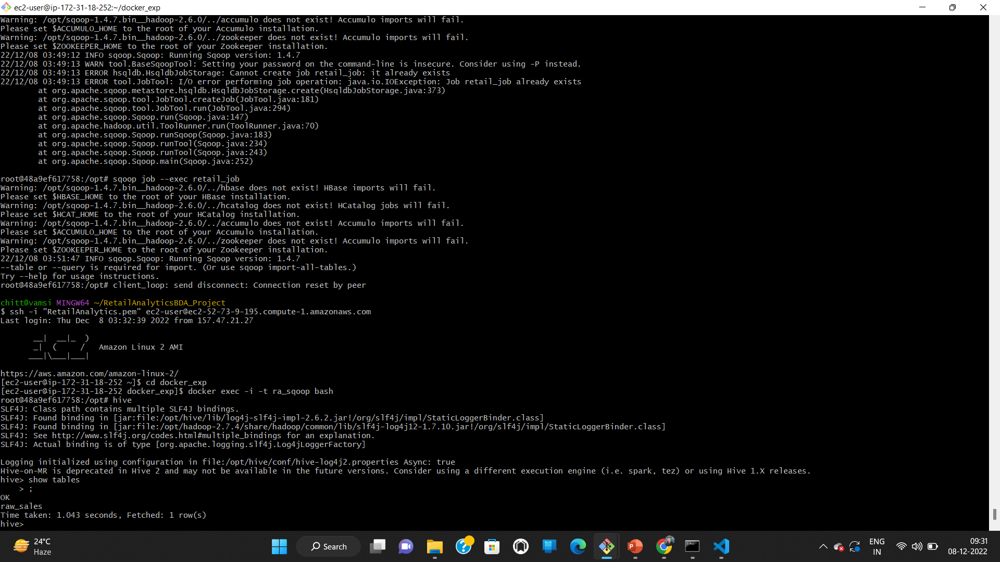 ec2-user@ip-172-31-18-252:~/docker_exp
Warning: /opt/sqoop-1.4.7.bin__hadoop-2.6.0/../accumulo does not exist! Accumulo imports will fail.
Please set $ACCUMULO_HOME to the root of your Accumulo installation.
Warning: /opt/sqoop-1.4.7.bin__hadoop-2.6.0/../zookeeper does not exist! Accumulo imports will fail.
Please set $ZOOKEEPER_HOME to the root of your Zookeeper installation.
22/12/08 03:49:12 INFO sqoop.Sqoop: Running Sqoop version: 1.4.7
22/12/08 03:49:13 WARN tool.BaseSqoopTool: Setting your password on the command-line is insecure. Consider using -P instead.
22/12/08 03:49:13 ERROR hsqldb.HsqldbJobStorage: Cannot create job retail_job: it already exists
22/12/08 03:49:13 ERROR tool.JobTool: I/O error performing job operation: java.io.IOException: Job retail_job already exists
at org.apache.sqoop.metastore.hsqldb.HsqldbJobStorage.create(HsqldbJobStorage.java:373)
at org.apache.sqoop.tool.JobTool.createJob(JobTool.java:181)
at org.apache.sqoop.tool.JobTool.run(JobTool.java:294)
at org.apache.sqoop.Sqoop.run(Sqoop.java:147)
at org.apache.hadoop.util.ToolRunner.run(ToolRunner.java:70)
at org.apache.sqoop.Sqoop.runSqoop(Sqoop.java:183)
at org.apache.sqoop.Sqoop.runTool(Sqoop.java:234)
at org.apache.sqoop.Sqoop.runTool(Sqoop.java:243)
at org.apache.sqoop.Sqoop.main(Sqoop.java:252)
root@48a9ef617758:/opt# sqoop job --exec retail_job
Warning: /opt/sqoop-1.4.7.bin__hadoop-2.6.0/../hbase does not exist! HBase imports will fail.
Please set $HBASE_HOME to the root of your HBase installation.
Warning: /opt/sqoop-1.4.7.bin__hadoop-2.6.0/../hcatalog does not exist! HCatalog jobs will fail.
Please set $HCAT_HOME to the root of your HCatalog installation.
Warning: /opt/sqoop-1.4.7.bin__hadoop-2.6.0/../accumulo does not exist! Accumulo imports will fail.
Please set $ACCUMULO_HOME to the root of your Accumulo installation.
Warning: /opt/sqoop-1.4.7.bin__hadoop-2.6.0/../zookeeper does not exist! Accumulo imports will fail.
Please set $ZOOKEEPER_HOME to the root of your Zookeeper installation.
22/12/08 03:51:47 INFO sqoop.Sqoop: Running Sqoop version: 1.4.7
--table or --query is required for import. (Or use sqoop import-all-tables.)
Try --help for usage instructions.
root@48a9ef617758:/opt# client_loop: send disconnect: Connection reset by peer
chitt@vamsi MINGW64 ~/RetailAnalyticsBDA_Project
$ ssh -i "RetailAnalytics.pem" ec2-user@ec2-52-73-9-195.compute-1.amazonaws.com
Last login: Thu Dec  8 03:32:39 2022 from 157.47.21.27
__|  __|_  )
_|  (     /   Amazon Linux 2 AMI
___|\___|___|
https://aws.amazon.com/amazon-linux-2/
[ec2-user@ip-172-31-18-252 ~]$ cd docker_exp
[ec2-user@ip-172-31-18-252 docker_exp]$ docker exec -i -t ra_sqoop bash
root@48a9ef617758:/opt# hive
SLF4J: Class path contains multiple SLF4J bindings.
SLF4J: Found binding in [jar:file:/opt/hive/lib/log4j-slf4j-impl-2.6.2.jar!/org/slf4j/impl/StaticLoggerBinder.class]
SLF4J: Found binding in [jar:file:/opt/hadoop-2.7.4/share/hadoop/common/lib/slf4j-log4j12-1.7.10.jar!/org/slf4j/impl/StaticLoggerBinder.class]
SLF4J: See http://www.slf4j.org/codes.html#multiple_bindings for an explanation.
SLF4J: Actual binding is of type [org.apache.logging.slf4j.Log4jLoggerFactory]
Logging initialized using configuration in file:/opt/hive/conf/hive-log4j2.properties Async: true
Hive-on-MR is deprecated in Hive 2 and may not be available in the future versions. Consider using a different execution engine (i.e. spark, tez) or using Hive 1.X releases.
hive> show tables
> ;
OK
raw_sales
Time taken: 1.043 seconds, Fetched: 1 row(s)
hive>
24°C
Haze
Search
ENG
IN
09:31
08-12-2022